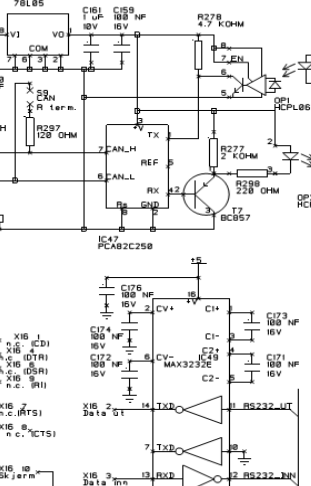 78L05
C161
1 uF
10V
C159
100 NF
16V
R278
4.7 KOHM
VI
VO
COM
S9
CAN
R term.
R297
120 OHM
EN
OP1
HCPL06
V
TX
CAN_H
REF
R277
2 KOHM
CAN_L
RX
R298
220 OHM
Rs
GND
T7
BC857
IC47
PCA82C250
+5
C176
100 NF
16V
+V
CV+
C1+
C174
100 NF
16V
C1-
C173
100 NF
16V
C2+
C172
100 NF
16V
CV-
IC49
MAX3232E
C171
100 NF
16V
C2-
X16 1
n.c. (CD)
X16 4
n.c. (DTR)
X16 6
n.c. (DSR)
X16 9
n.c. (RI)
X16 7
n.c.(RTS)
X16 2
Data ut
14
TXD
11
RS232_UT
X16 8
n.c. (CTS)
7
TXD
10
X16 10
Skjerm
X16 3
Data inn
13
RXD
12
RS232_INN